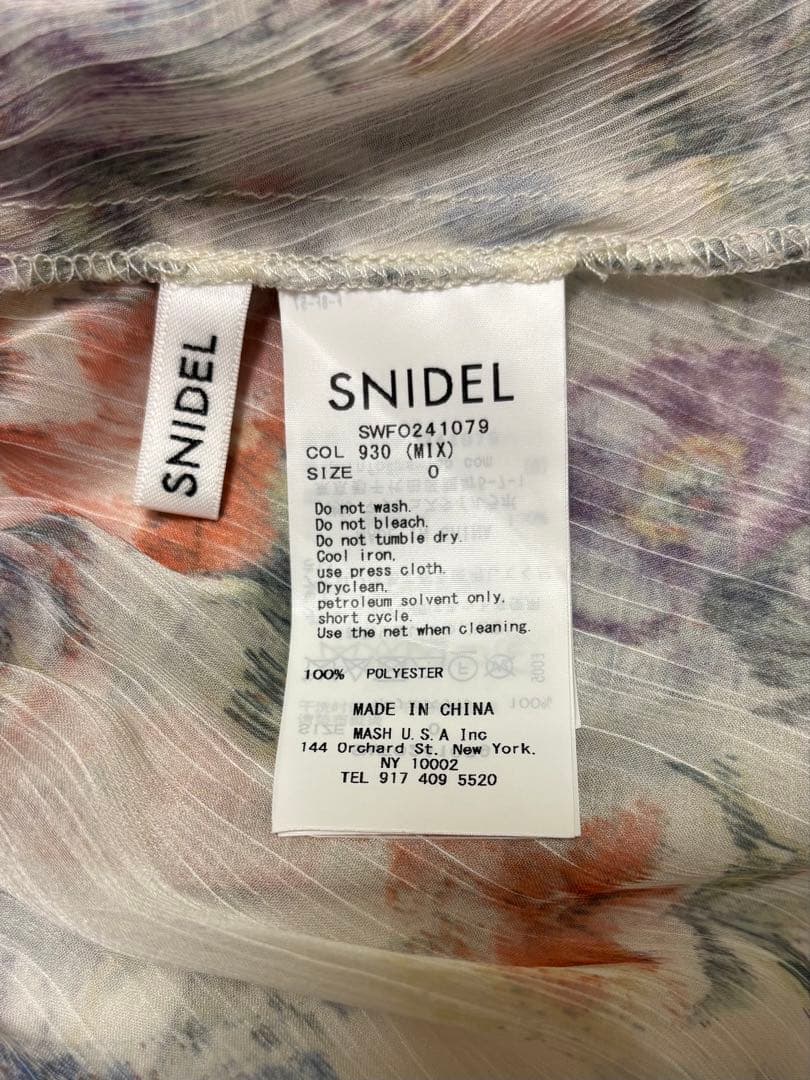 SNIDEL
SNIDEL
SWFO241079
COL 930 (MIX)
SIZE 0
Do not wash.
Do not bleach.
Do not tumble dry.
Cool iron,
use press cloth.
Dryclean,
petroleum solvent only.
short cycle.
Use the net when cleaning.
100% POLYESTER
MADE IN CHINA
MASH U.S.A Inc
144 Orchard St. New York.
NY 10002
TEL 917 409 5520